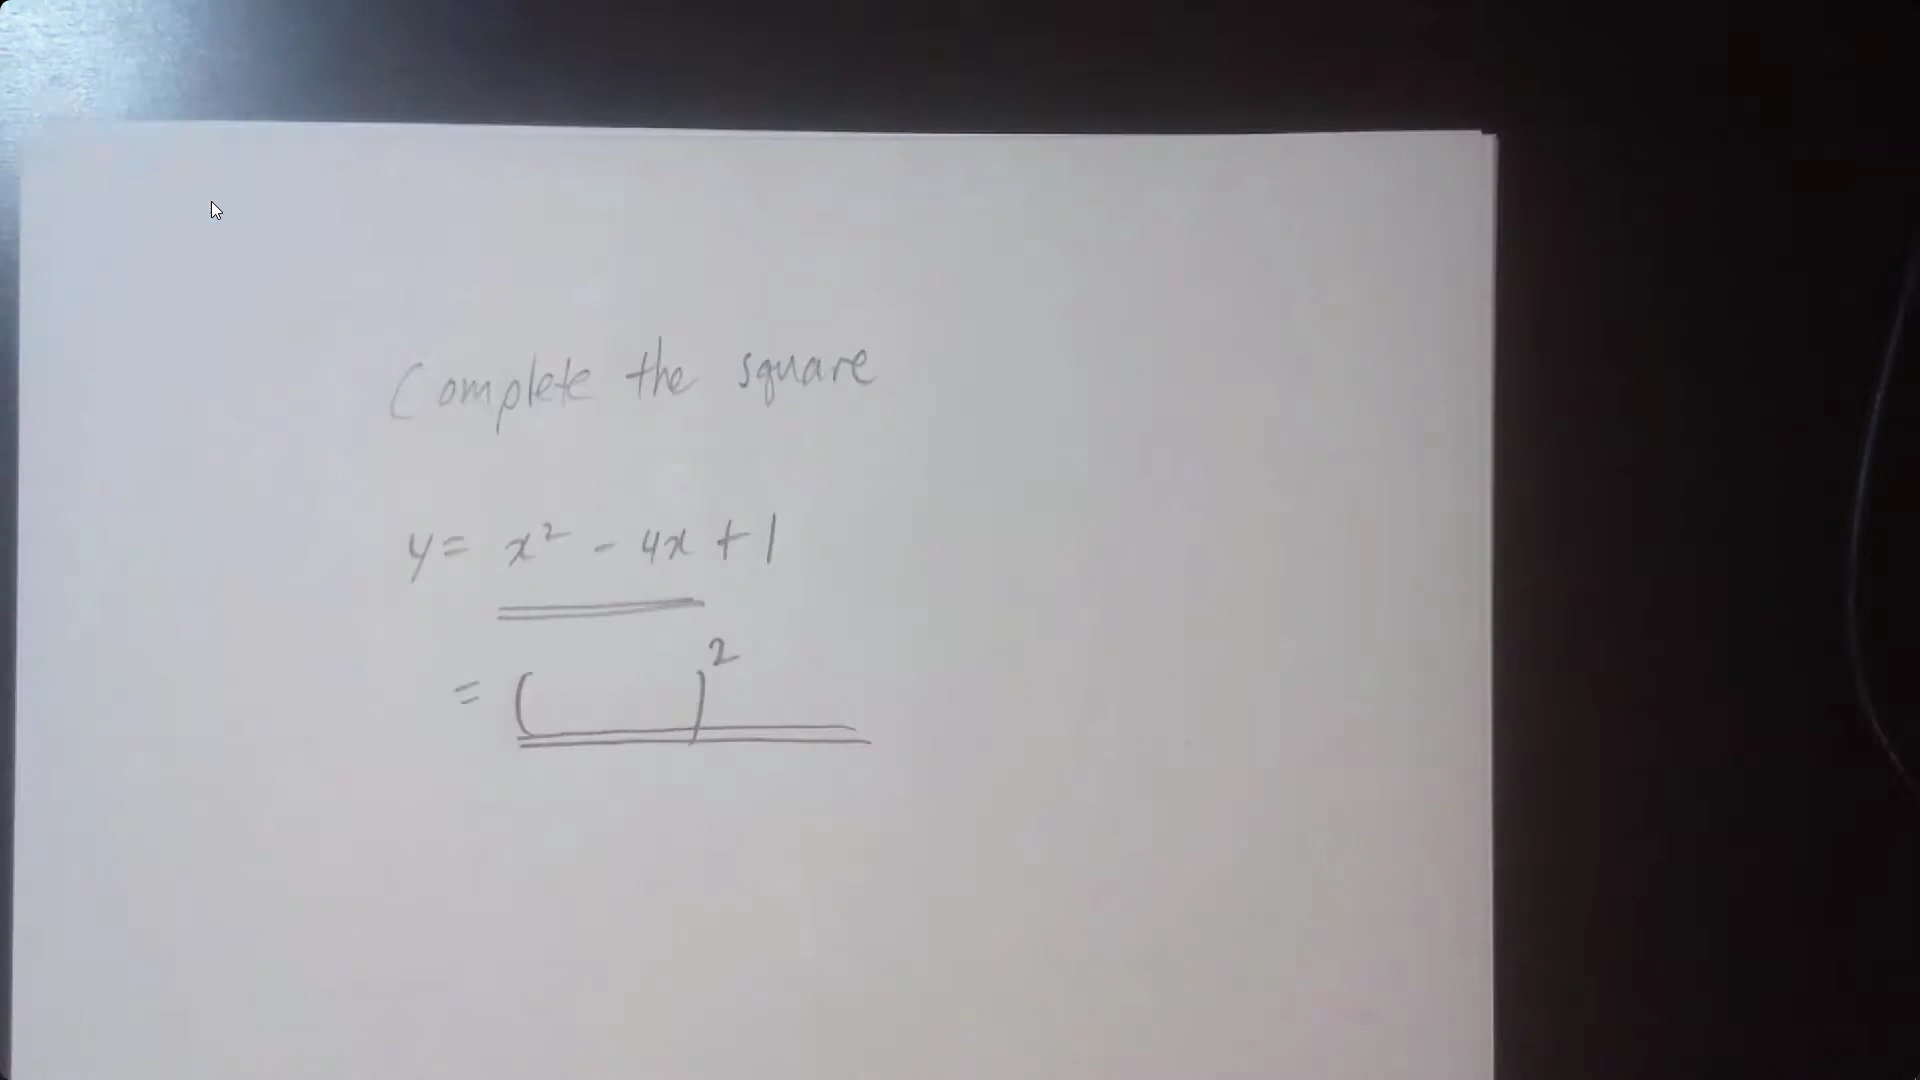 Complete the square
y = x² - 4x + 1
= (        )²